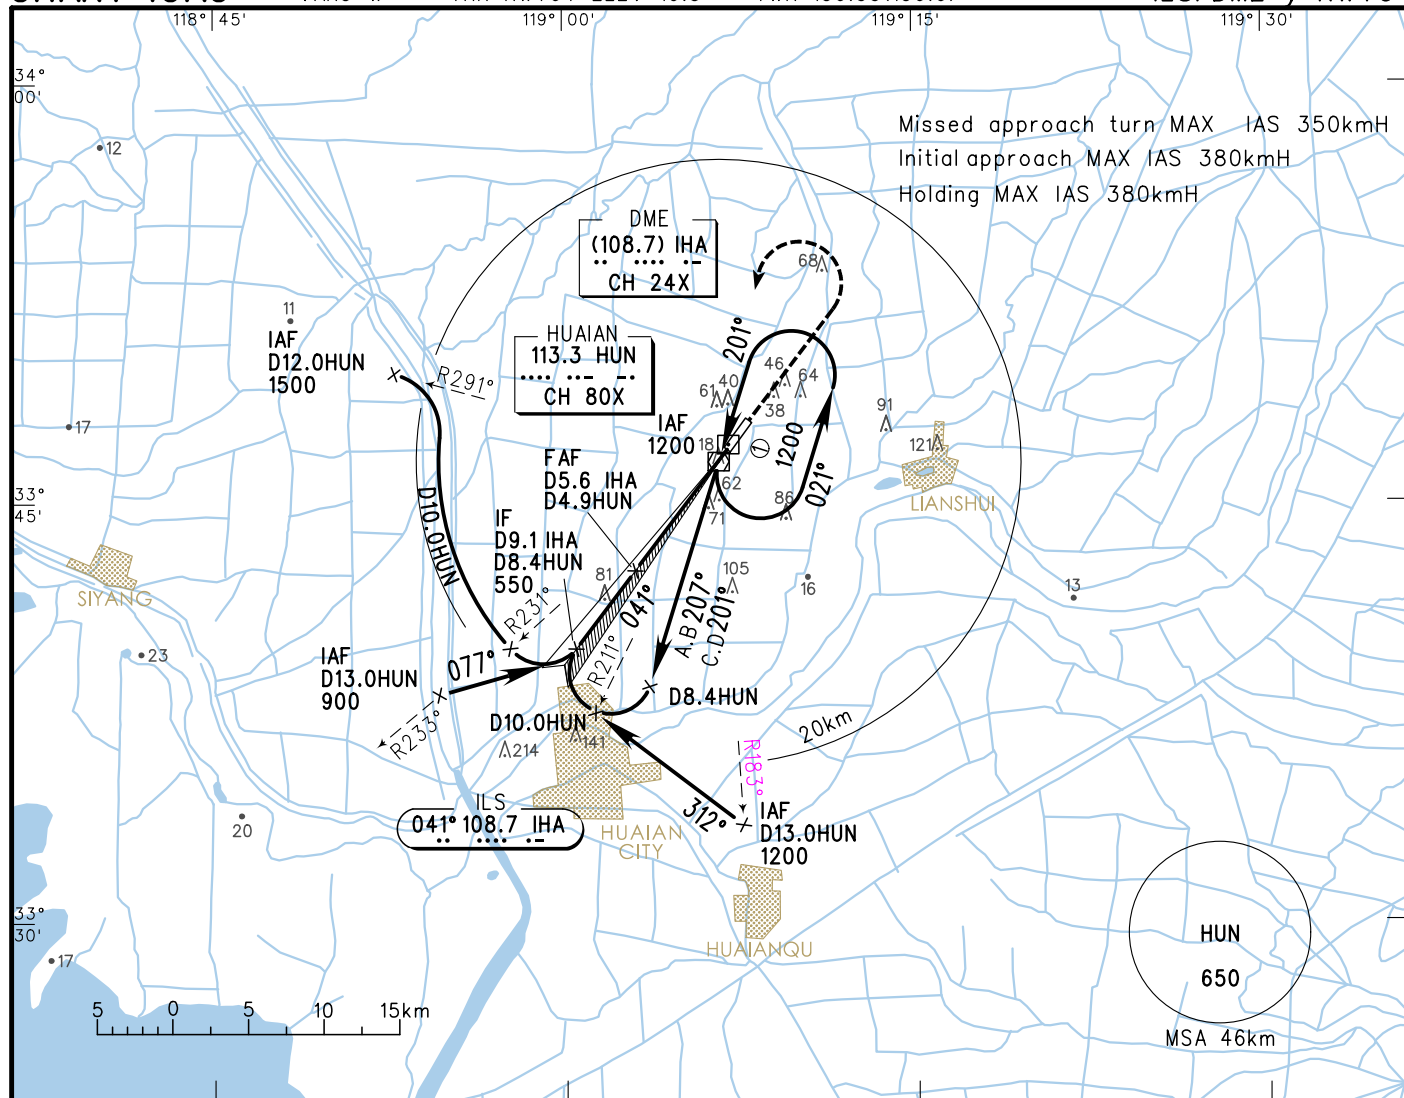 118°45'
119°00'
119°15'
119°30'
34°
00'
Missed approach turn MAX IAS 350kmH
Initial approach MAX IAS 380kmH
Holding MAX IAS 380kmH
12
DME
(108.7) IHA
CH 24X
68
11
IAF
D12.0HUN
1500
R291°
HUAIAN
113.3 HUN
CH 80X
201°
46
64
40
61
38
17
IAF
1200
18
1
1200
021°
91
121
LIANSHUI
FAF
D5.6 IHA
D4.9HUN
62
71
86
33°
45'
D10.0HUN
IF
D9.1 IHA
D8.4HUN
550
81
105
16
13
SIYANG
R231°
041°
A.B 207°
C.D 201°
23
IAF
D13.0HUN
900
077°
R211°
D8.4HUN
R233°
D10.0HUN
214
141
20km
R183°
ILS
041° 108.7 IHA
312°
IAF
D13.0HUN
1200
20
HUAIAN
CITY
33°
30'
HUAIANQU
HUN
650
17
5 0 5 10 15km
MSA 46km